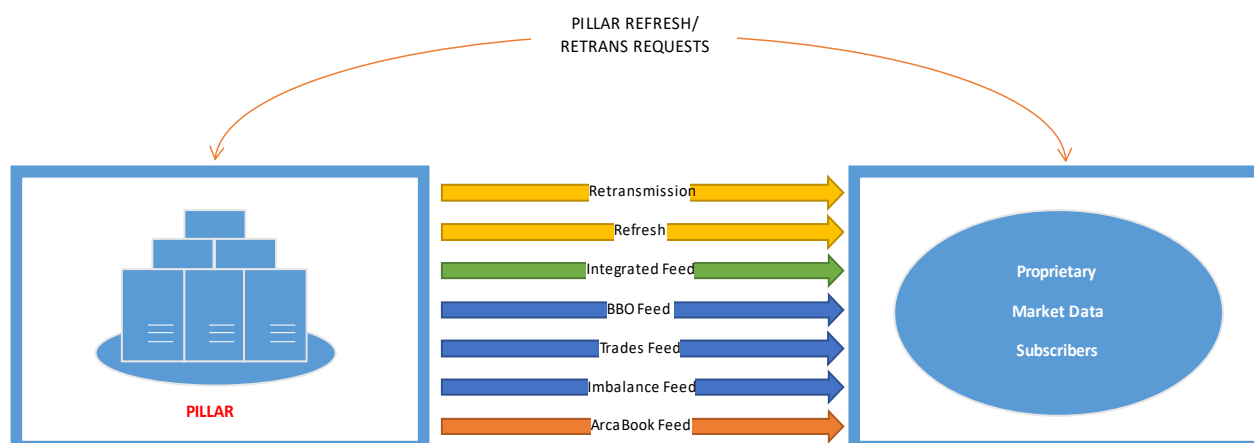 PILLAR REFRESH/
RETRANS REQUESTS
Retransmission
Refresh
Integrated Feed
BBO Feed
Trades Feed
Imbalance Feed
ArcaBook Feed
PILLAR
Proprietary
Market Data
Subscribers